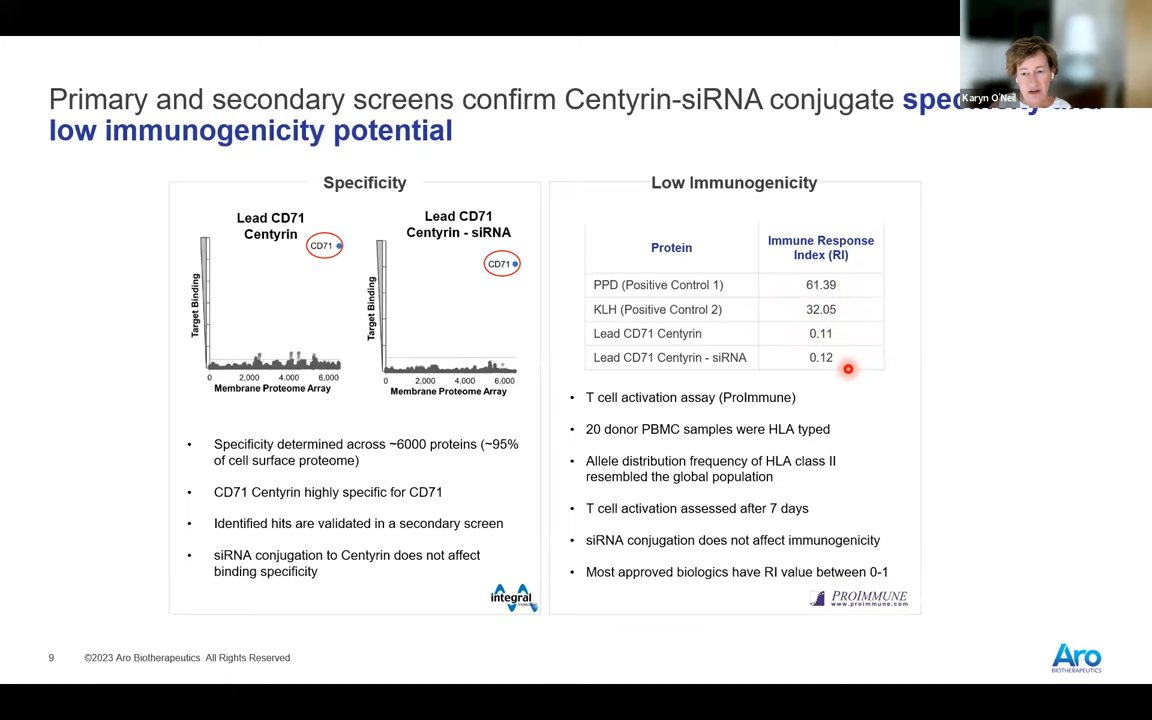 Karyn O'Neil
Primary and secondary screens confirm Centyrin-siRNA conjugate
low immunogenicity potential
Specificity
Lead CD71
Centyrin
CD71
Target Binding
0 2,000 4,000 6,000
Membrane Proteome Array
Lead CD71
Centyrin - siRNA
CD71
Target Binding
0 2,000 4,000 6,000
Membrane Proteome Array
• Specificity determined across ~6000 proteins (~95%
of cell surface proteome)
• CD71 Centyrin highly specific for CD71
• Identified hits are validated in a secondary screen
• siRNA conjugation to Centyrin does not affect
binding specificity
integral
Low Immunogenicity
Protein
Immune Response
Index (RI)
PPD (Positive Control 1) 61.39
KLH (Positive Control 2) 32.05
Lead CD71 Centyrin 0.11
Lead CD71 Centyrin - siRNA 0.12
• T cell activation assay (ProImmune)
• 20 donor PBMC samples were HLA typed
• Allele distribution frequency of HLA class II
resembled the global population
• T cell activation assessed after 7 days
• siRNA conjugation does not affect immunogenicity
• Most approved biologics have RI value between 0-1
PROIMMUNE
www.proimmune.com
9 ©2023 Aro Biotherapeutics. All Rights Reserved
Aro
BIOTHERAPEUTICS